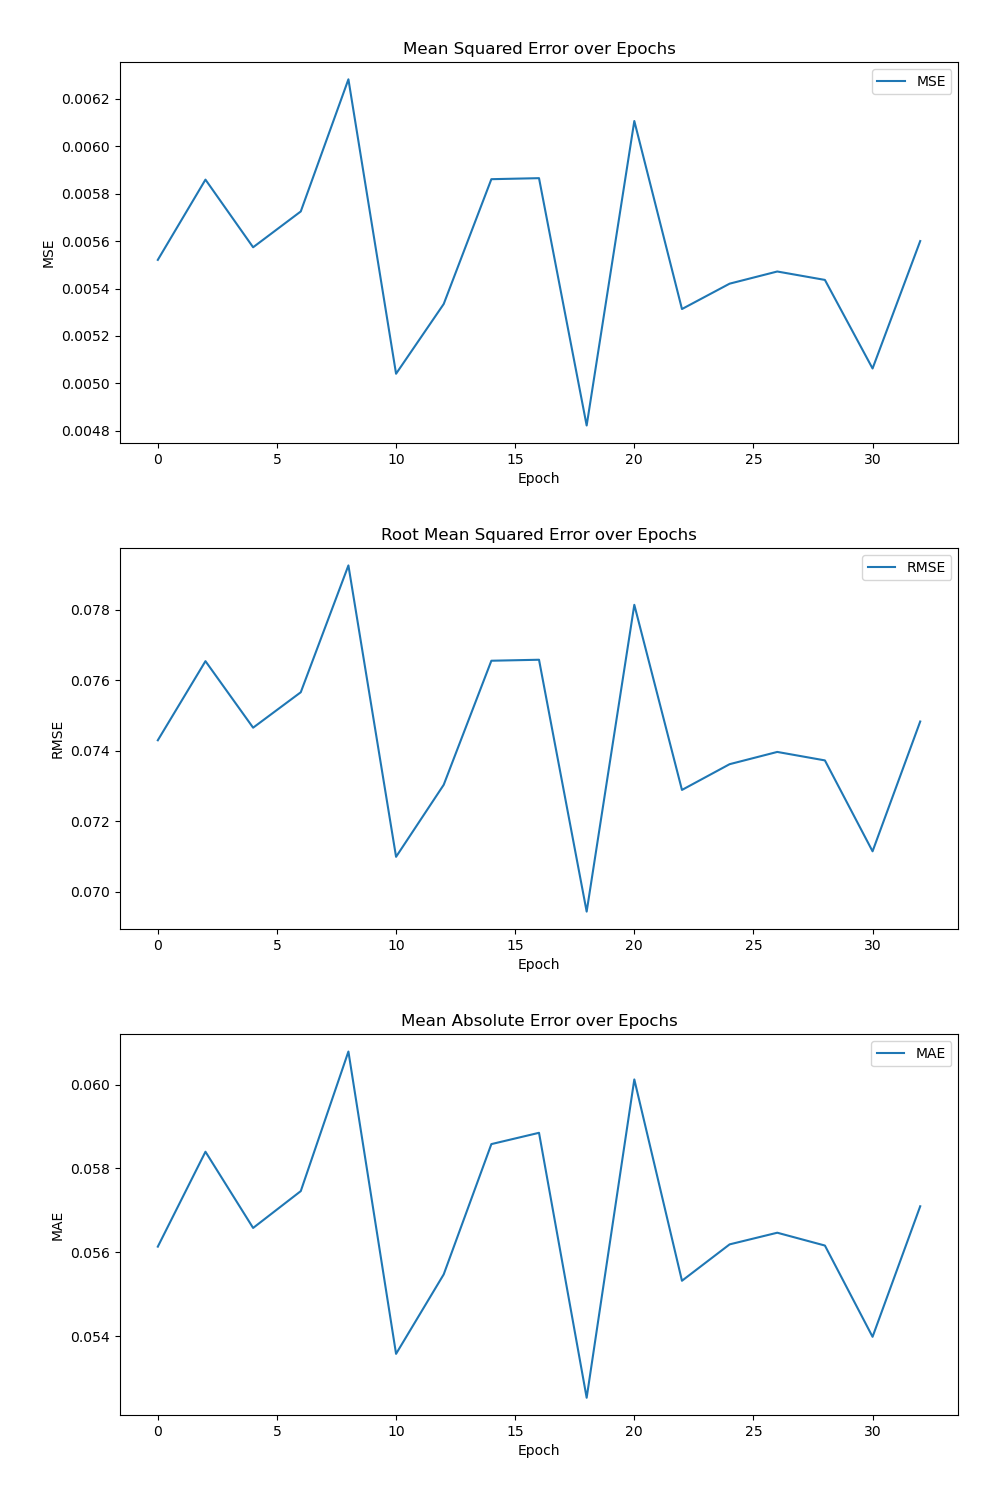 Mean Squared Error over Epochs
MSE
0.0062
0.0060
0.0058
0.0056
0.0054
0.0052
0.0050
0.0048
MSE
0 5 10 15 20 25 30
Epoch
Root Mean Squared Error over Epochs
RMSE
0.078
0.076
0.074
0.072
0.070
RMSE
0 5 10 15 20 25 30
Epoch
Mean Absolute Error over Epochs
MAE
0.060
0.058
0.056
0.054
MAE
0 5 10 15 20 25 30
Epoch